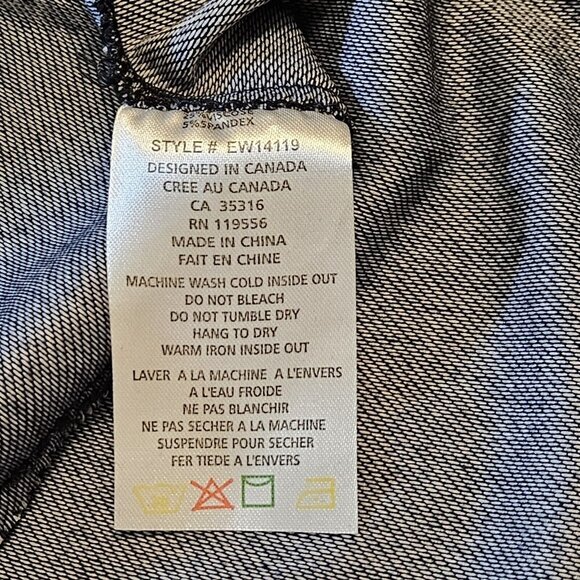 5%SPANDEX
STYLE # EW14119
DESIGNED IN CANADA
CREE AU CANADA
CA 35316
RN 119556
MADE IN CHINA
FAIT EN CHINE
MACHINE WASH COLD INSIDE OUT
DO NOT BLEACH
DO NOT TUMBLE DRY
HANG TO DRY
WARM IRON INSIDE OUT
LAVER A LA MACHINE A L'ENVERS
A L'EAU FROIDE
NE PAS BLANCHIR
NE PAS SECHER A LA MACHINE
SUSPENDRE POUR SECHER
FER TIEDE A L'ENVERS